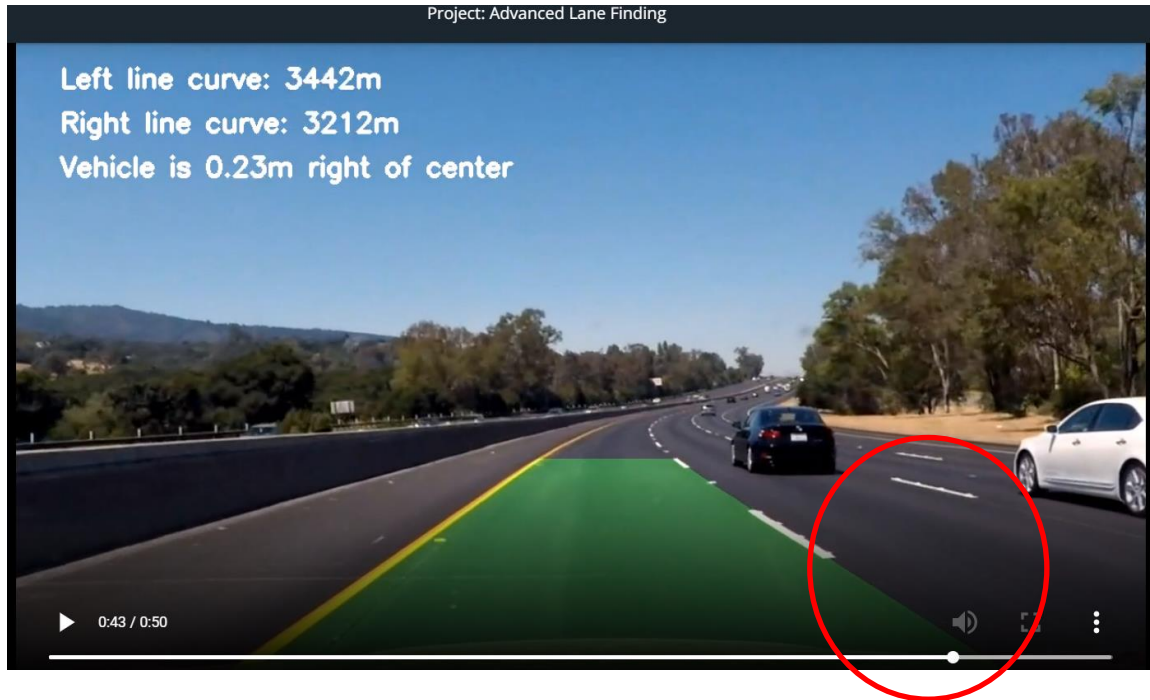 Project: Advanced Lane Finding
Left line curve: 3442m
Right line curve: 3212m
Vehicle is 0.23m right of center
0:43 / 0:50